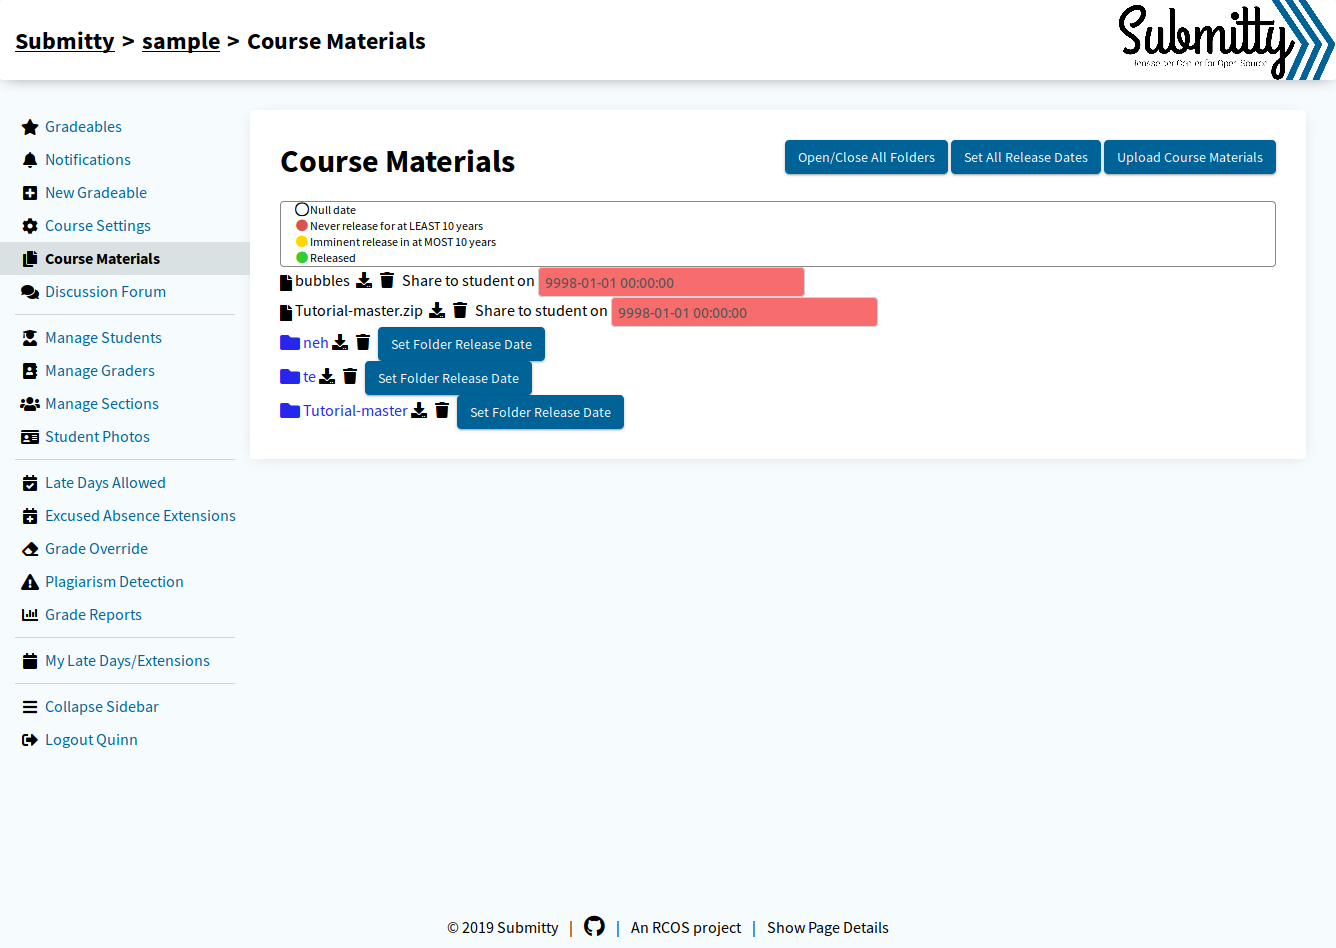 Submitty > sample > Course Materials
Submitty
Rensselaer Center for Open Source
Gradeables
Notifications
New Gradeable
Course Settings
Course Materials
Discussion Forum
Manage Students
Manage Graders
Manage Sections
Student Photos
Late Days Allowed
Excused Absence Extensions
Grade Override
Plagiarism Detection
Grade Reports
My Late Days/Extensions
Collapse Sidebar
Logout Quinn
Course Materials
Open/Close All Folders Set All Release Dates Upload Course Materials
Null date
Never release for at LEAST 10 years
Imminent release in at MOST 10 years
Released
bubbles Share to student on 9998-01-01 00:00:00
Tutorial-master.zip Share to student on 9998-01-01 00:00:00
neh Set Folder Release Date
te Set Folder Release Date
Tutorial-master Set Folder Release Date
© 2019 Submitty | | An RCOS project | Show Page Details